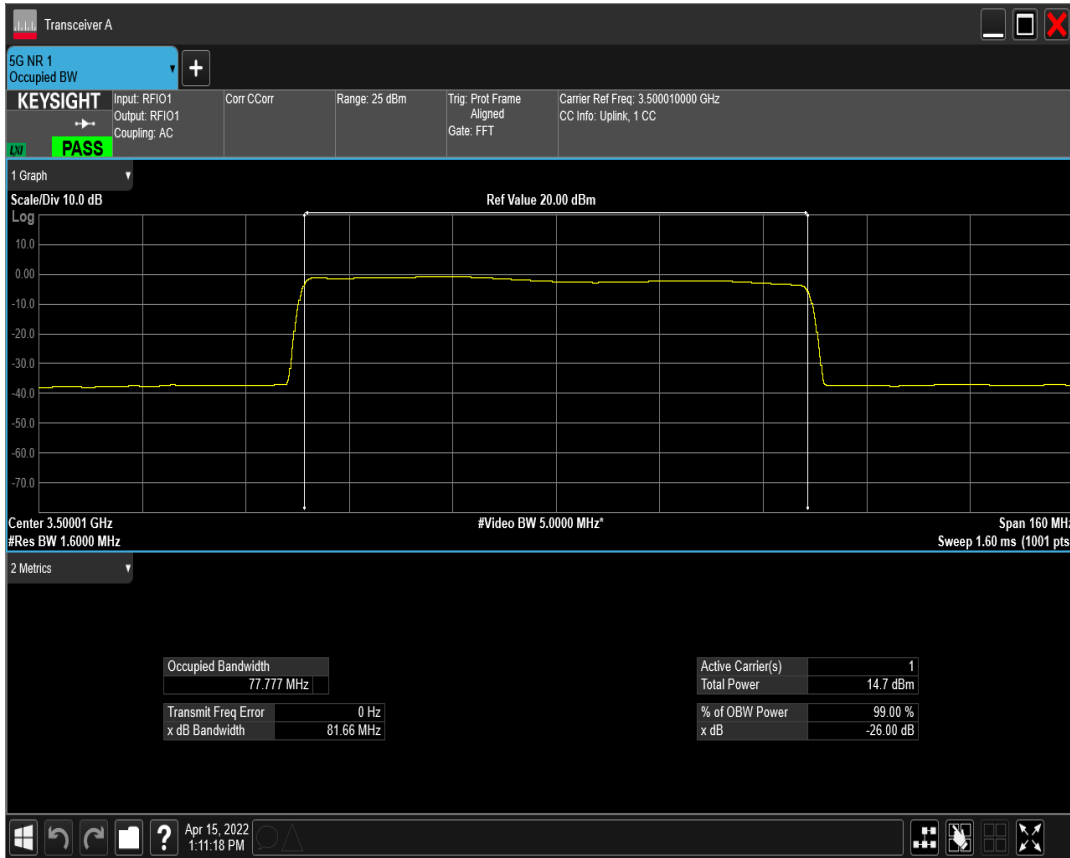 Transceiver A
5G NR 1
Occupied BW
KEYSIGHT
LXI
PASS
Input: RFIO1
Output: RFIO1
Coupling: AC
Corr CCorr
Range: 25 dBm
Trig: Prot Frame
Aligned
Gate: FFT
Carrier Ref Freq: 3.500010000 GHz
CC Info: Uplink, 1 CC
1 Graph
Scale/Div 10.0 dB
Ref Value 20.00 dBm
Log
10.0
0.00
-10.0
-20.0
-30.0
-40.0
-50.0
-60.0
-70.0
Center 3.50001 GHz
#Video BW 5.0000 MHz*
Span 160 MHz
#Res BW 1.6000 MHz
Sweep 1.60 ms (1001 pts
2 Metrics
Occupied Bandwidth
77.777 MHz
Transmit Freq Error 0 Hz
x dB Bandwidth 81.66 MHz
Active Carrier(s) 1
Total Power 14.7 dBm
% of OBW Power 99.00 %
x dB -26.00 dB
?
Apr 15, 2022
1:11:18 PM